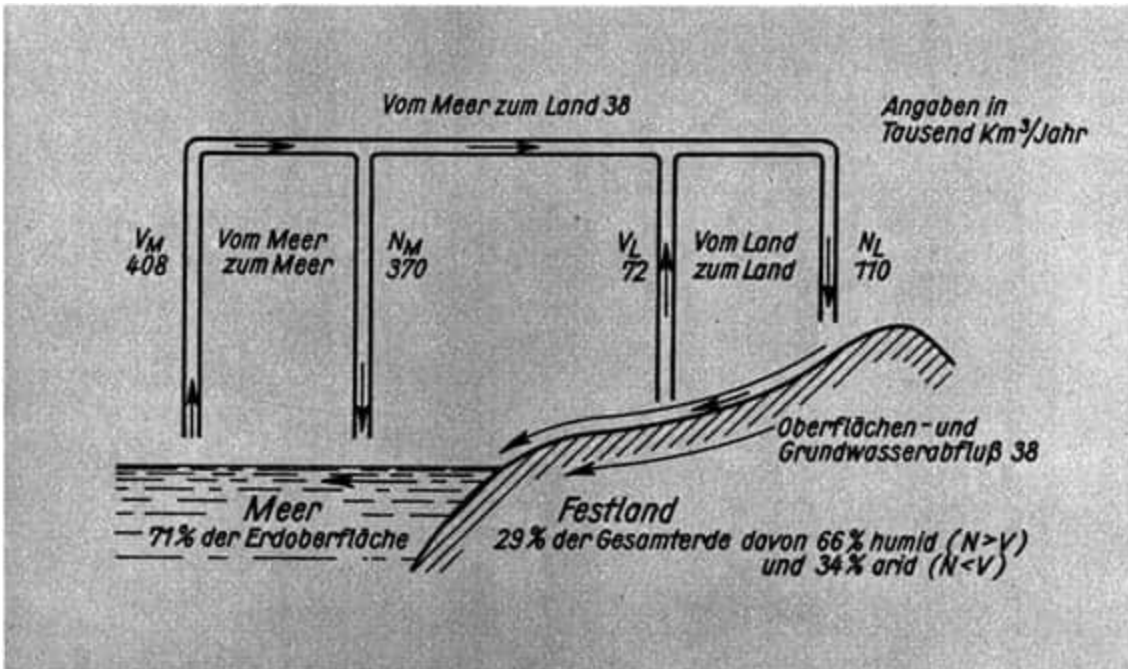 Vom Meer zum Land 38
Angaben in
Tausend Km³/Jahr
V_M
408
Vom Meer
zum Meer
N_M
370
V_L
72
Vom Land
zum Land
N_L
110
Oberflächen- und
Grundwasserabfluß 38
Meer
71% der Erdoberfläche
Festland
29% der Gesamterde davon 66% humid (N>V)
und 34% arid (N<V)